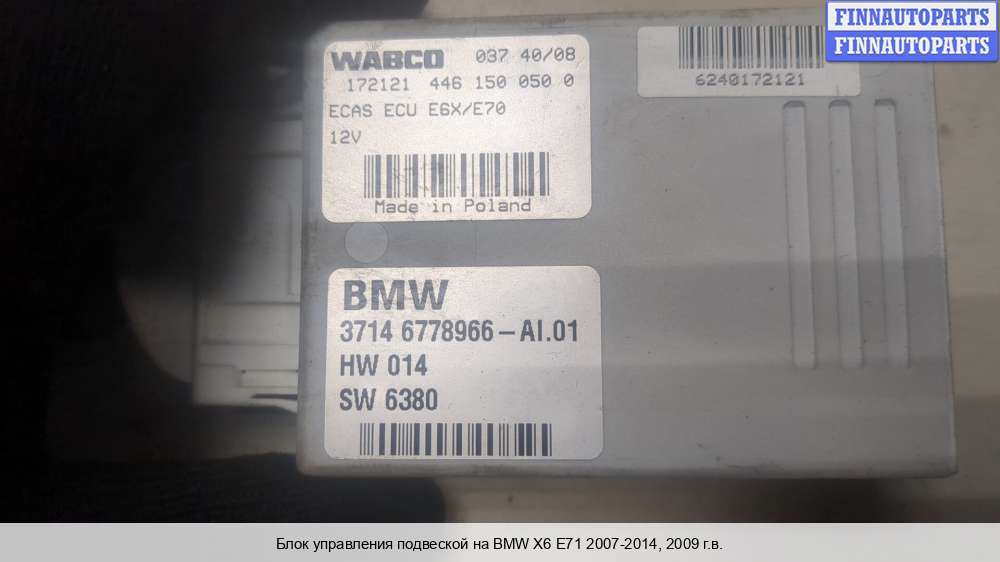 FINNAUTOPARTS
FINNAUTOPARTS
WABCO 037 40/08
172121 446 150 050 0
ECAS ECU E6X/E70
12V
Made in Poland
6240172121
BMW
3714 6778966-AI.01
HW 014
SW 6380
Блок управления подвеской на BMW X6 E71 2007-2014, 2009 г.в.